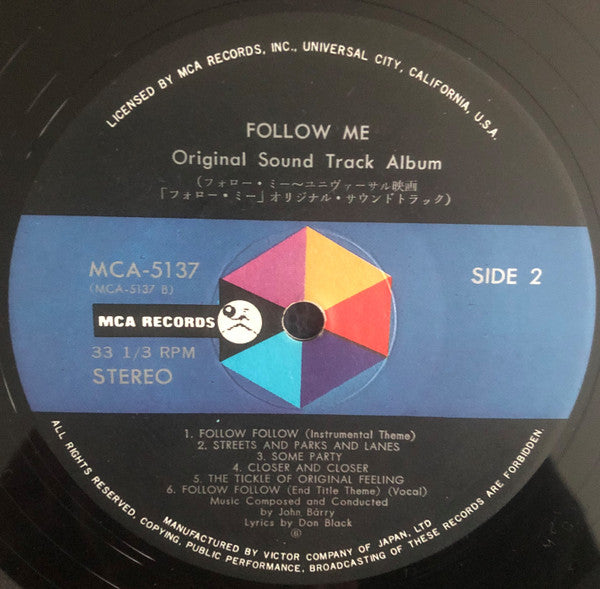 LICENSED BY MCA RECORDS, INC., UNIVERSAL CITY, CALIFORNIA, U.S.A.
FOLLOW ME
Original Sound Track Album
(フォロー・ミー〜ユニヴァーサル映画
「フォロー・ミー」オリジナル・サウンドトラック)
MCA-5137
(MCA-5137 B)
SIDE 2
MCA RECORDS
33 1/3 RPM
STEREO
1. FOLLOW FOLLOW (Instrumental Theme)
2. STREETS AND PARKS AND LANES
3. SOME PARTY
4. CLOSER AND CLOSER
5. THE TICKLE OF ORIGINAL FEELING
6. FOLLOW FOLLOW (End Title Theme) (Vocal)
Music Composed and Conducted
by John Barry
Lyrics by Don Black
MANUFACTURED BY VICTOR COMPANY OF JAPAN, LTD
ALL RIGHTS RESERVED. COPYING, PUBLIC PERFORMANCE, BROADCASTING OF THESE RECORDS ARE FORBIDDEN.